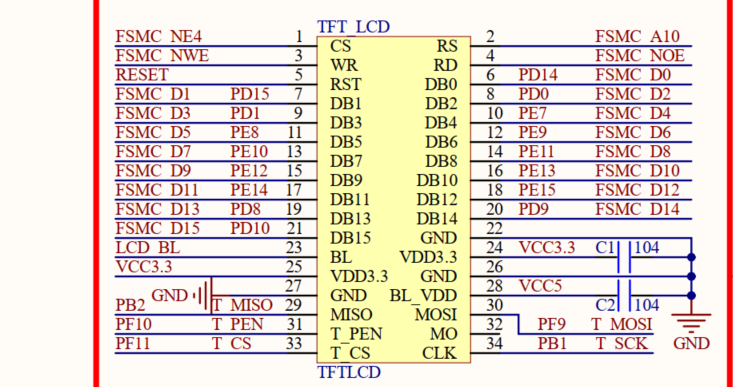 TFT_LCD
FSMC_NE4 1 CS RS 2 FSMC_A10
FSMC_NWE 3 WR RD 4 FSMC_NOE
RESET 5 RST DB0 6 PD14 FSMC_D0
FSMC_D1 PD15 7 DB1 DB2 8 PD0 FSMC_D2
FSMC_D3 PD1 9 DB3 DB4 10 PE7 FSMC_D4
FSMC_D5 PE8 11 DB5 DB6 12 PE9 FSMC_D6
FSMC_D7 PE10 13 DB7 DB8 14 PE11 FSMC_D8
FSMC_D9 PE12 15 DB9 DB10 16 PE13 FSMC_D10
FSMC_D11 PE14 17 DB11 DB12 18 PE15 FSMC_D12
FSMC_D13 PD8 19 DB13 DB14 20 PD9 FSMC_D14
FSMC_D15 PD10 21 DB15 GND 22
LCD_BL 23 BL VDD3.3 24 VCC3.3 C1 104
VCC3.3 25 VDD3.3 GND 26
GND 27 GND BL_VDD 28 VCC5 C2 104
PB2 T_MISO 29 MISO MOSI 30
PF10 T_PEN 31 T_PEN MO 32 PF9 T_MOSI
PF11 T_CS 33 T_CS CLK 34 PB1 T_SCK GND
TFTLCD